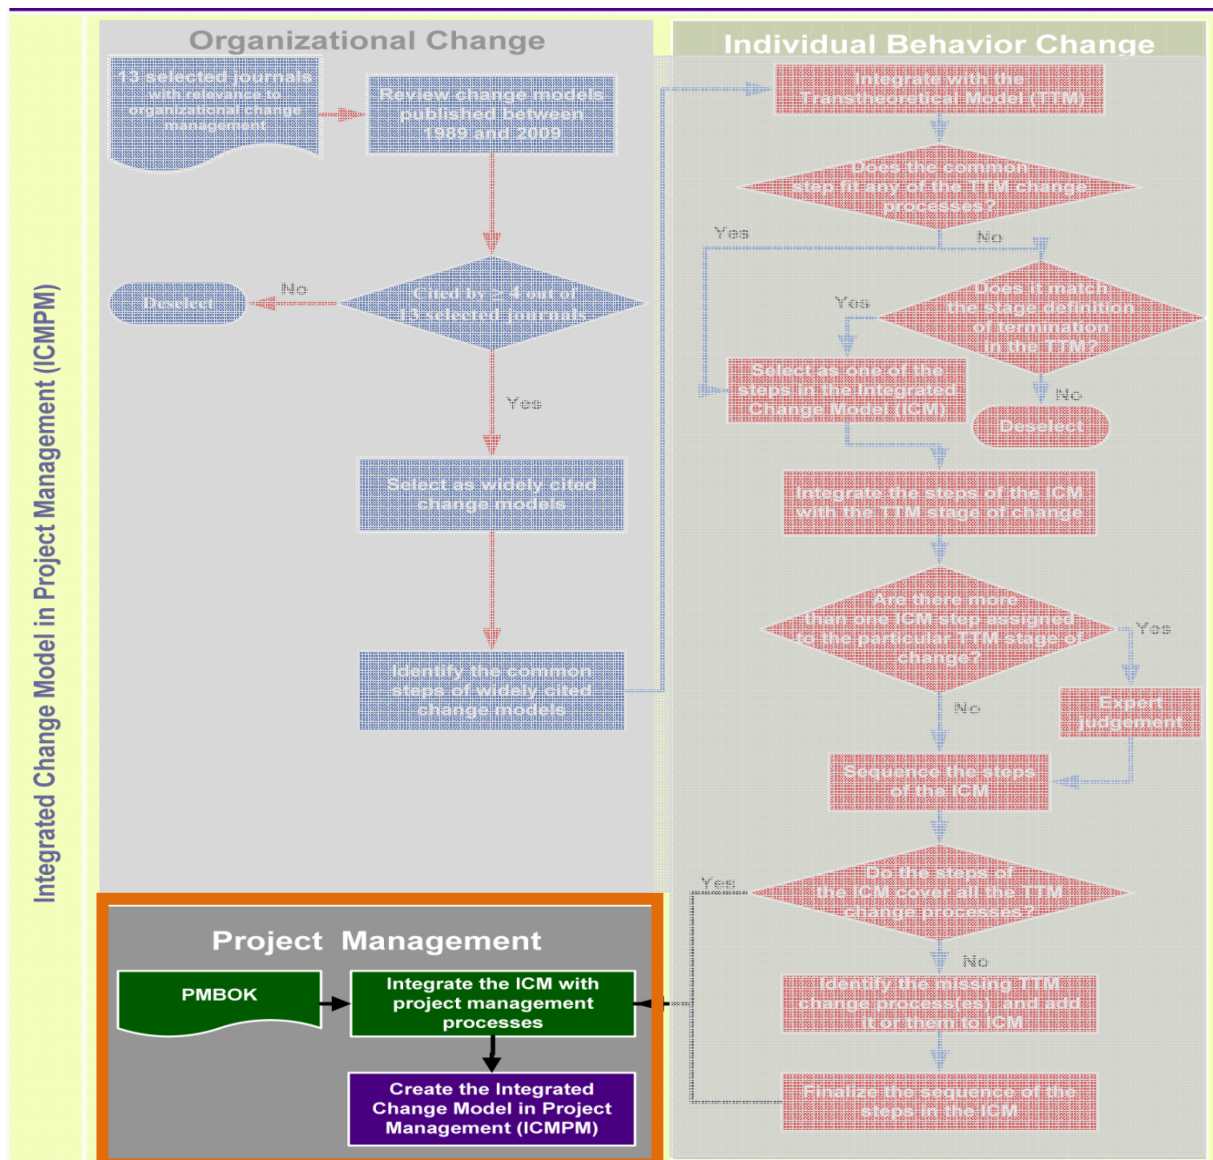 Integrated Change Model in Project Management (ICMPM)
Organizational Change
13 selected journals
with relevance to
organizational change
management
Review change models
published between
1989 and 2009
Cited by ≥ 4 out of
13 selected journals
No
Deselect
Yes
Select as widely cited
change models
Identify the common
steps of widely cited
change models
Individual Behavior Change
Integrate with the
Transtheoretical Model (TTM)
Does the common
step fit any of the TTM change
processes?
Yes
No
Does it match
the stage definition
of termination
in the TTM?
Yes
No
Select as one of the
steps in the Integrated
Change Model (ICM)
Deselect
Integrate the steps of the ICM
with the TTM stage of change
Are there more
than one ICM step assigned
to the particular TTM stage of
change?
Yes
No
Expert
judgement
Sequence the steps
of the ICM
Do the steps of
the ICM cover all the TTM
change processes?
Yes
No
Identify the missing TTM
change process(es) and add
it or them to ICM
Finalize the sequence of the
steps in the ICM
Project Management
PMBOK
Integrate the ICM with
project management
processes
Create the Integrated
Change Model in Project
Management (ICMPM)